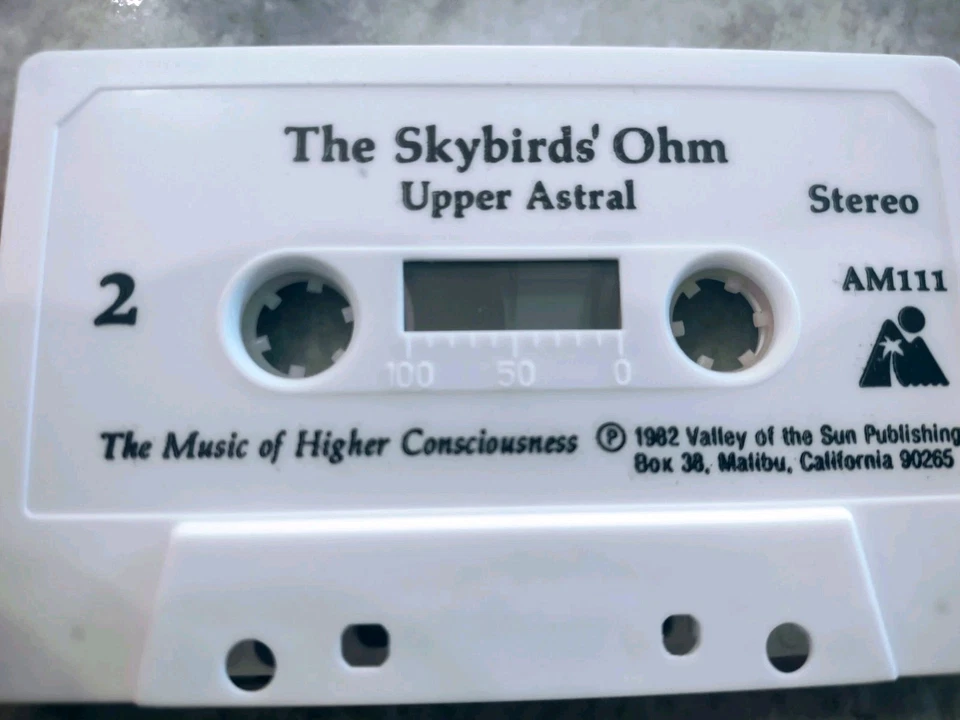 The Skybirds' Ohm
Upper Astral
Stereo
2
AM111
100 50 0
The Music of Higher Consciousness
Ⓟ 1982 Valley of the Sun Publishing
Box 38, Malibu, California 90265